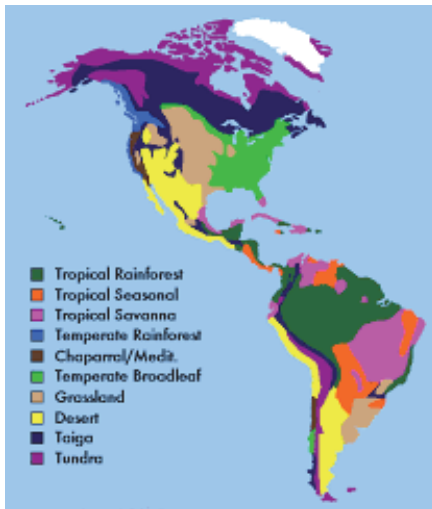 Tropical Rainforest
Tropical Seasonal
Tropical Savanna
Temperate Rainforest
Chaparral/Medit.
Temperate Broadleaf
Grassland
Desert
Taiga
Tundra